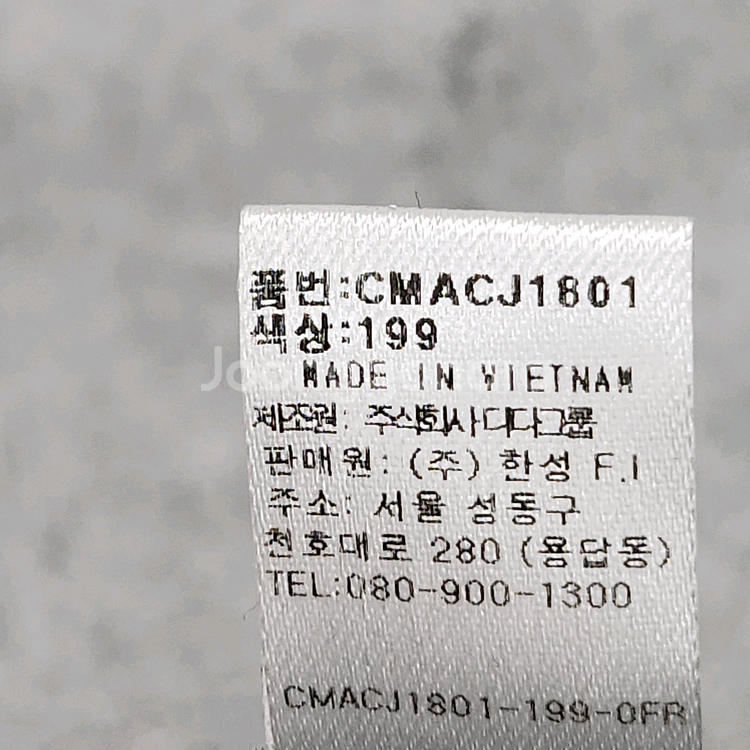 품번:CMACJ1801
색상:199
MADE IN VIETNAM
제조원: 주식회사 디다그룹
판매원: (주) 한성 F.I
주소: 서울 성동구
천호대로 280 (용답동)
TEL:080-900-1300
CMACJ1801-199-0FR